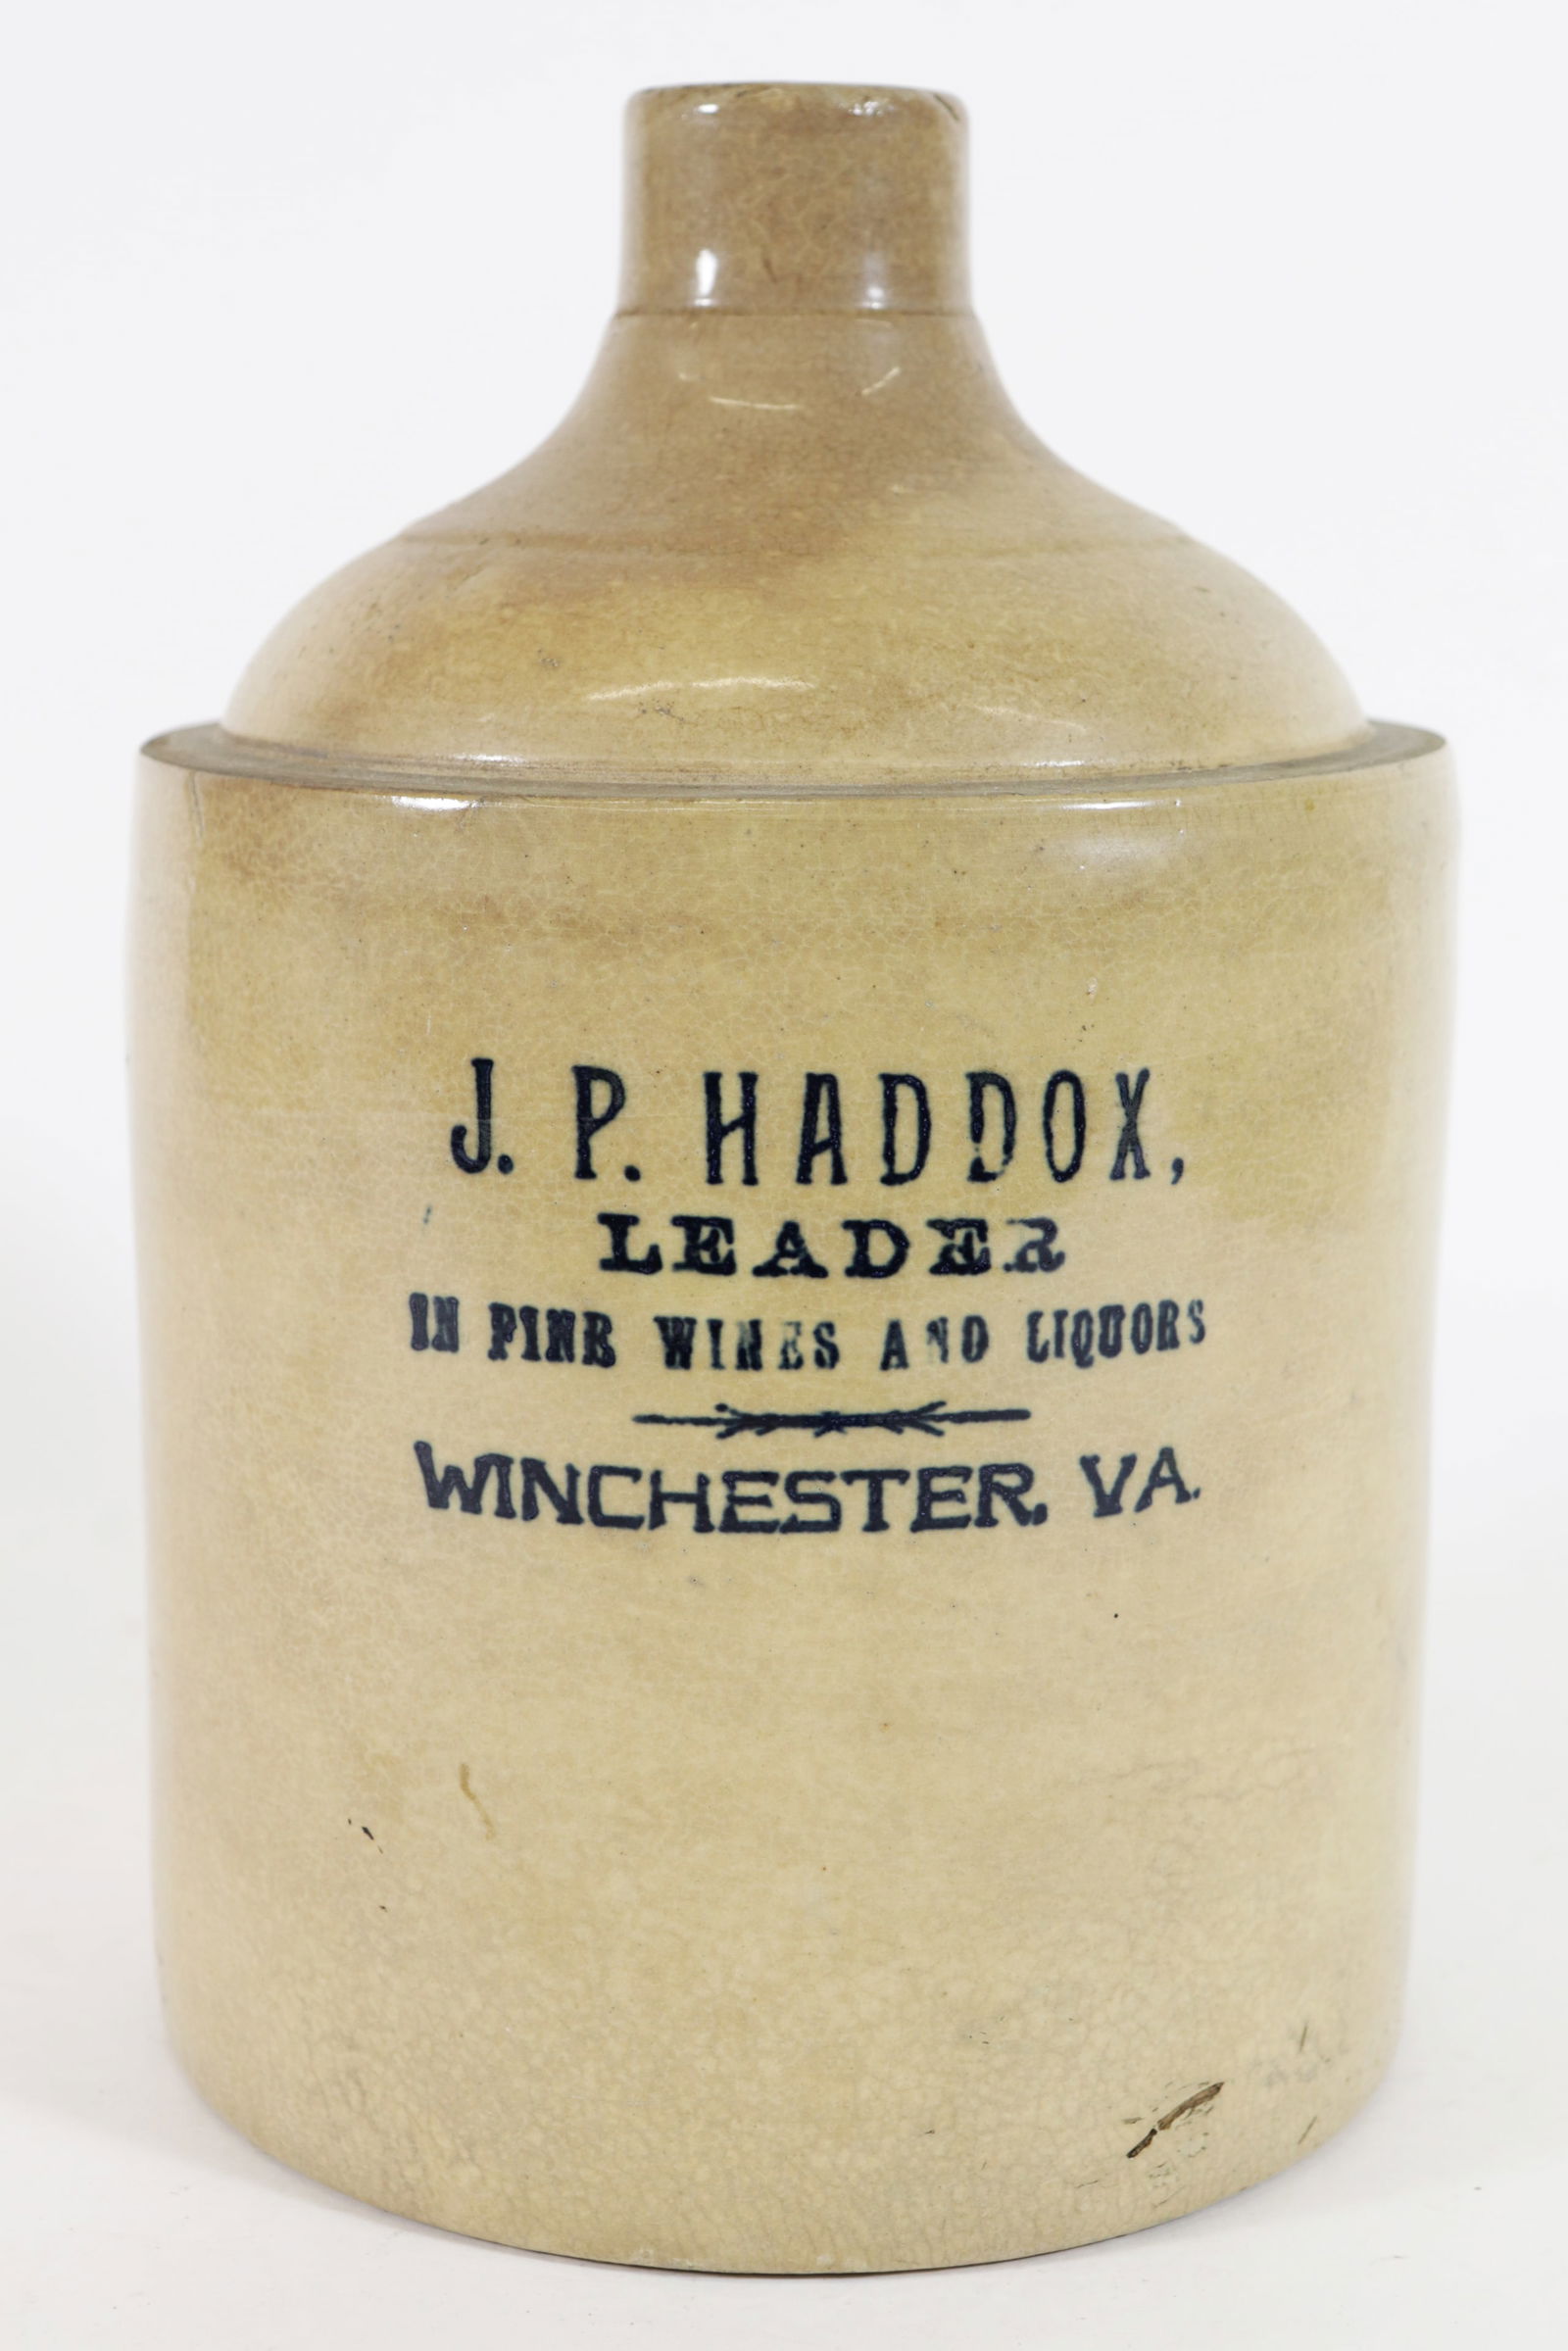 J. P. HADDOX,
LEADER
IN FINE WINES AND LIQUORS
WINCHESTER, VA.